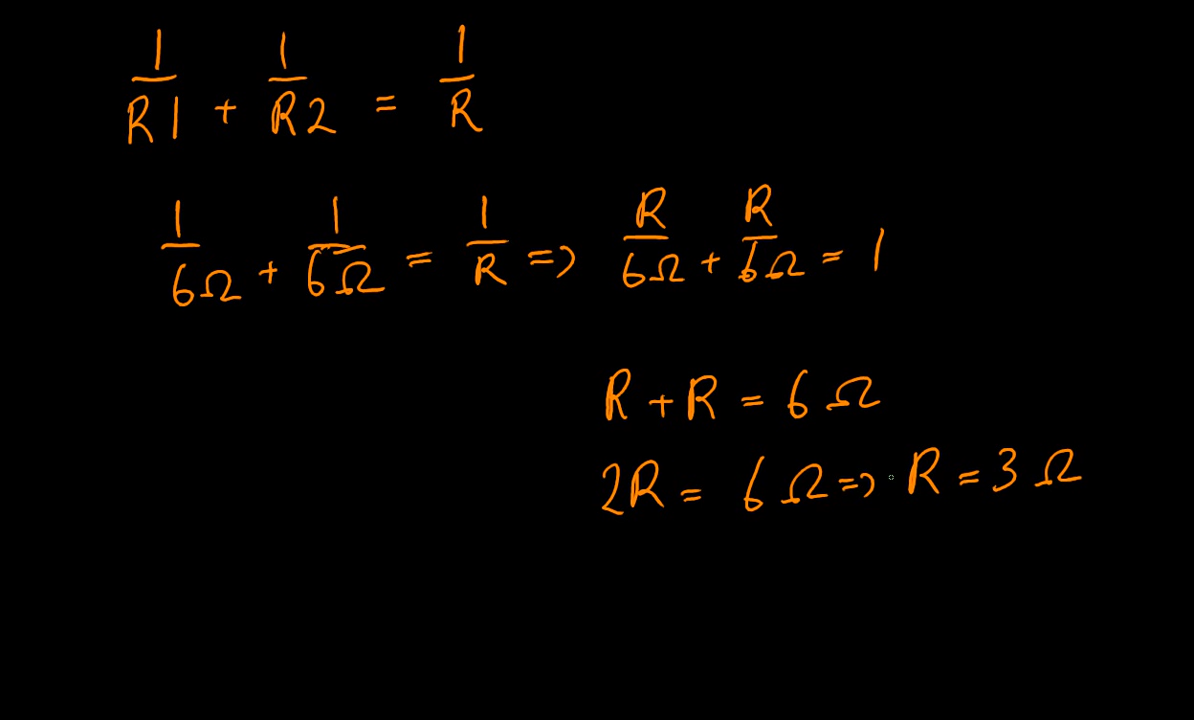 1/R1 + 1/R2 = 1/R
1/6Ω + 1/6Ω = 1/R => R/6Ω + R/6Ω = 1
R + R = 6Ω
2R = 6Ω => R = 3Ω